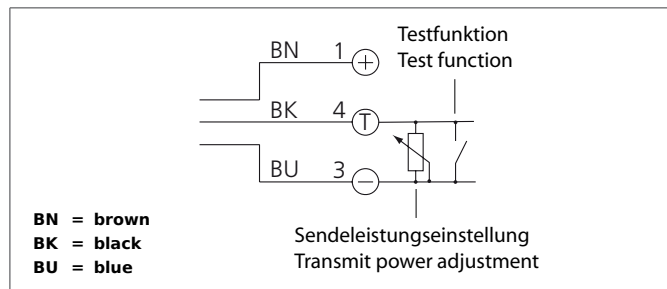 Testfunktion
Test function
BN 1 +
BK 4 T
BU 3 −
BN = brown
BK = black
BU = blue
Sendeleistungseinstellung
Transmit power adjustment